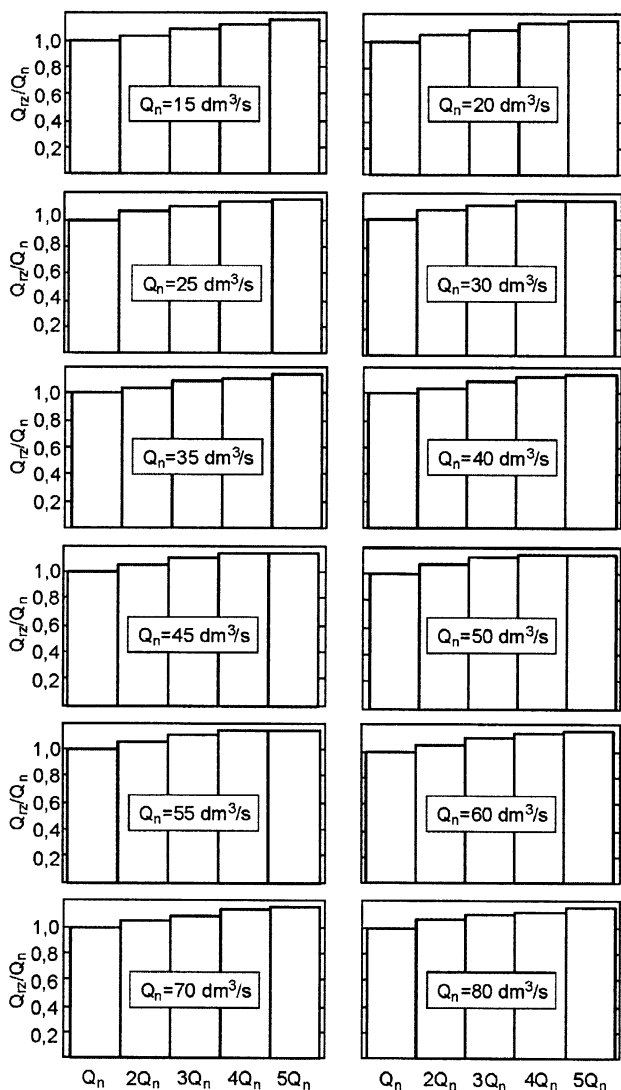 Q_rz/Q_n
1,0
0,8
0,6
0,4
0,2
Q_n=15 dm³/s
Q_n=20 dm³/s
Q_rz/Q_n
1,0
0,8
0,6
0,4
0,2
Q_n=25 dm³/s
Q_n=30 dm³/s
Q_rz/Q_n
1,0
0,8
0,6
0,4
0,2
Q_n=35 dm³/s
Q_n=40 dm³/s
Q_rz/Q_n
1,0
0,8
0,6
0,4
0,2
Q_n=45 dm³/s
Q_n=50 dm³/s
Q_rz/Q_n
1,0
0,8
0,6
0,4
0,2
Q_n=55 dm³/s
Q_n=60 dm³/s
Q_rz/Q_n
1,0
0,8
0,6
0,4
0,2
Q_n=70 dm³/s
Q_n=80 dm³/s
Q_n 2Q_n 3Q_n 4Q_n 5Q_n
Q_n 2Q_n 3Q_n 4Q_n 5Q_n